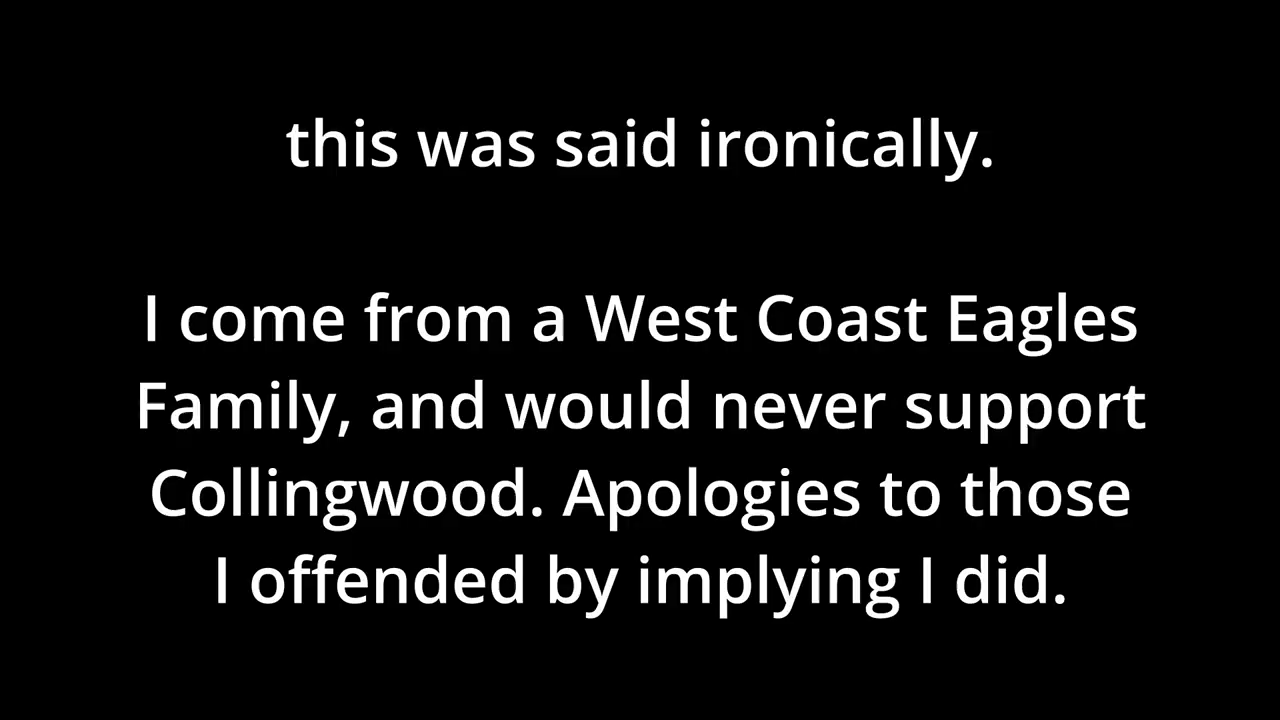 this was said ironically.
I come from a West Coast Eagles
Family, and would never support
Collingwood. Apologies to those
I offended by implying I did.